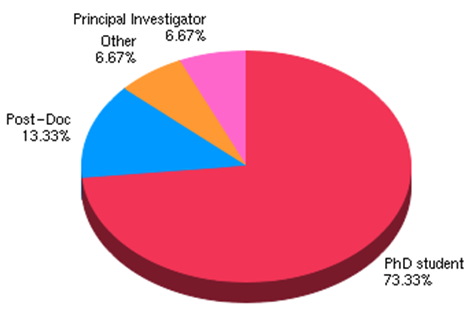 Principal Investigator
6.67%
Other
6.67%
Post-Doc
13.33%
PhD student
73.33%